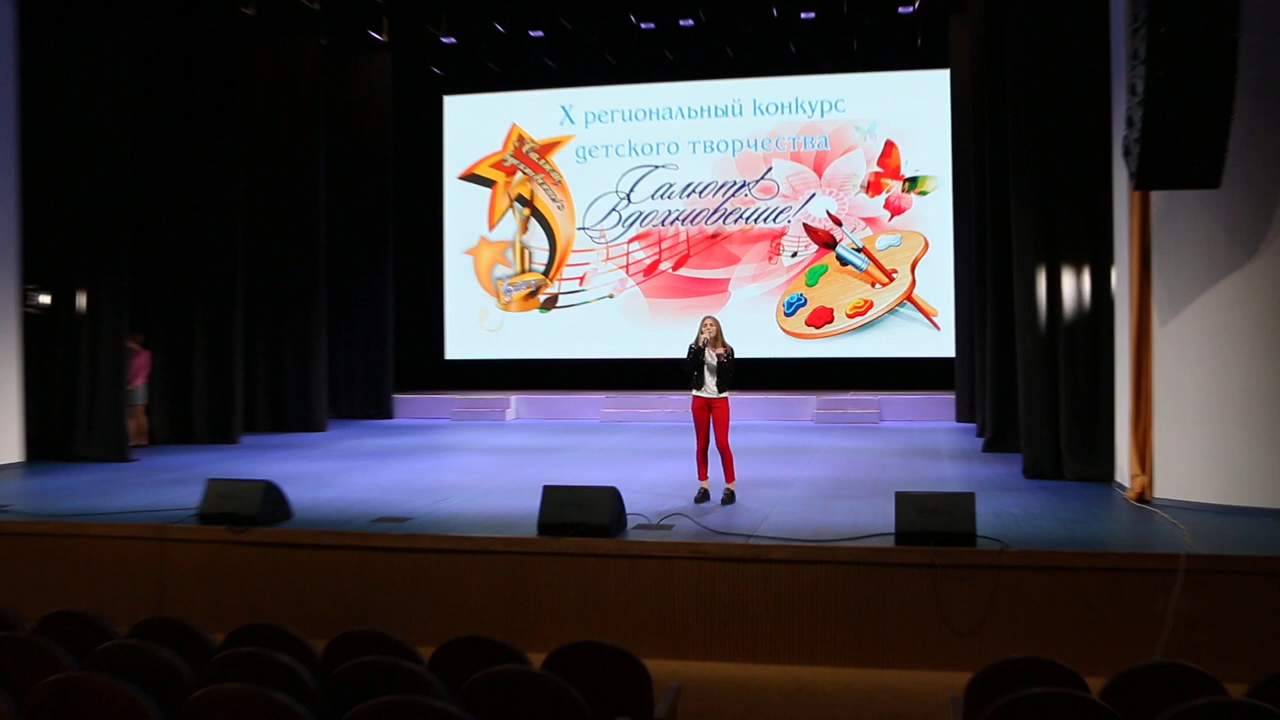 X региональный конкурс
детского творчества
Салют!
Вдохновение!